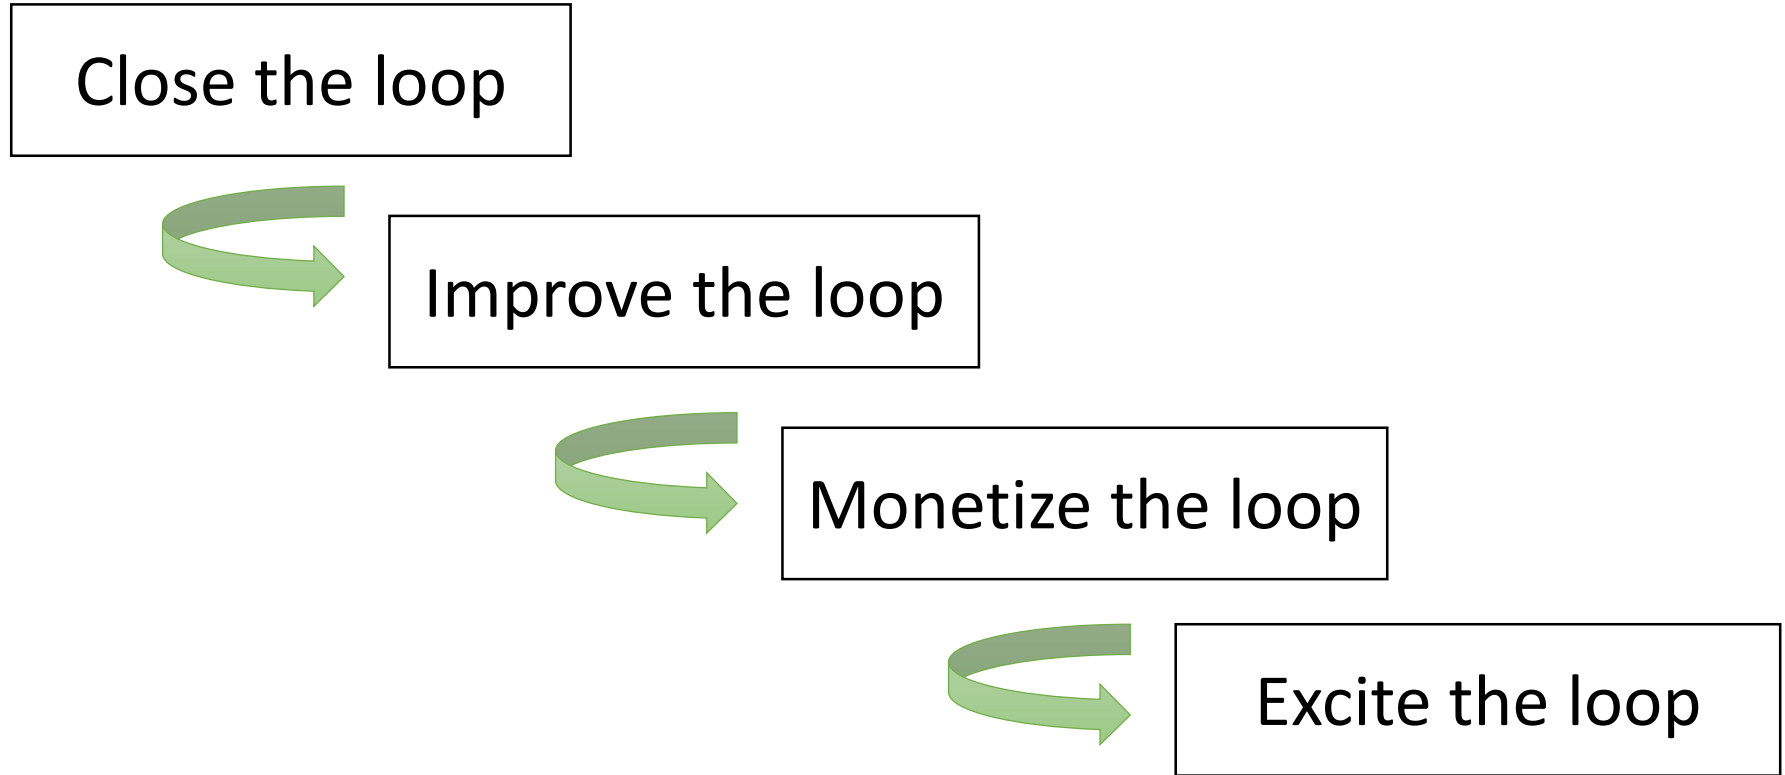 Close the loop
Improve the loop
Monetize the loop
Excite the loop